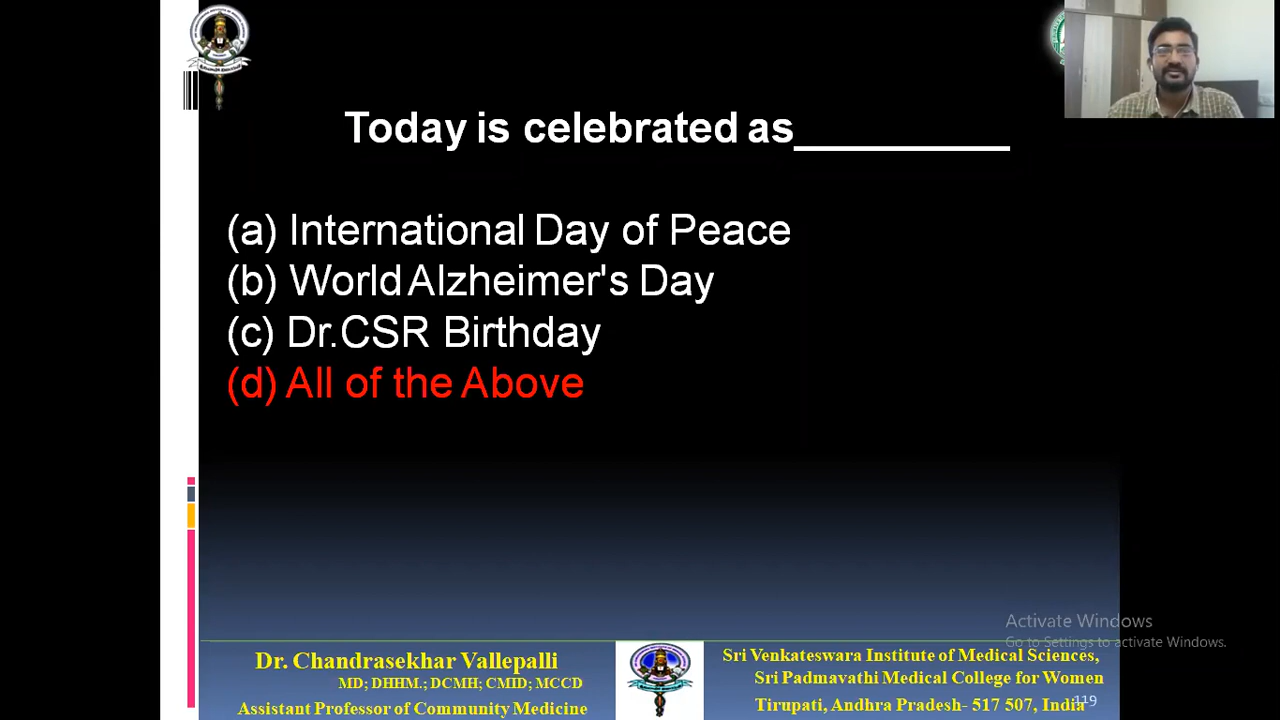 Today is celebrated as_________
(a) International Day of Peace
(b) World Alzheimer's Day
(c) Dr.CSR Birthday
(d) All of the Above
Activate Windows
Go to Settings to activate Windows.
Dr. Chandrasekhar Vallepalli
MD; DHHM.; DCMH; CMID; MCCD
Assistant Professor of Community Medicine
Sri Venkateswara Institute of Medical Sciences,
Sri Padmavathi Medical College for Women
Tirupati, Andhra Pradesh- 517 507, India
119